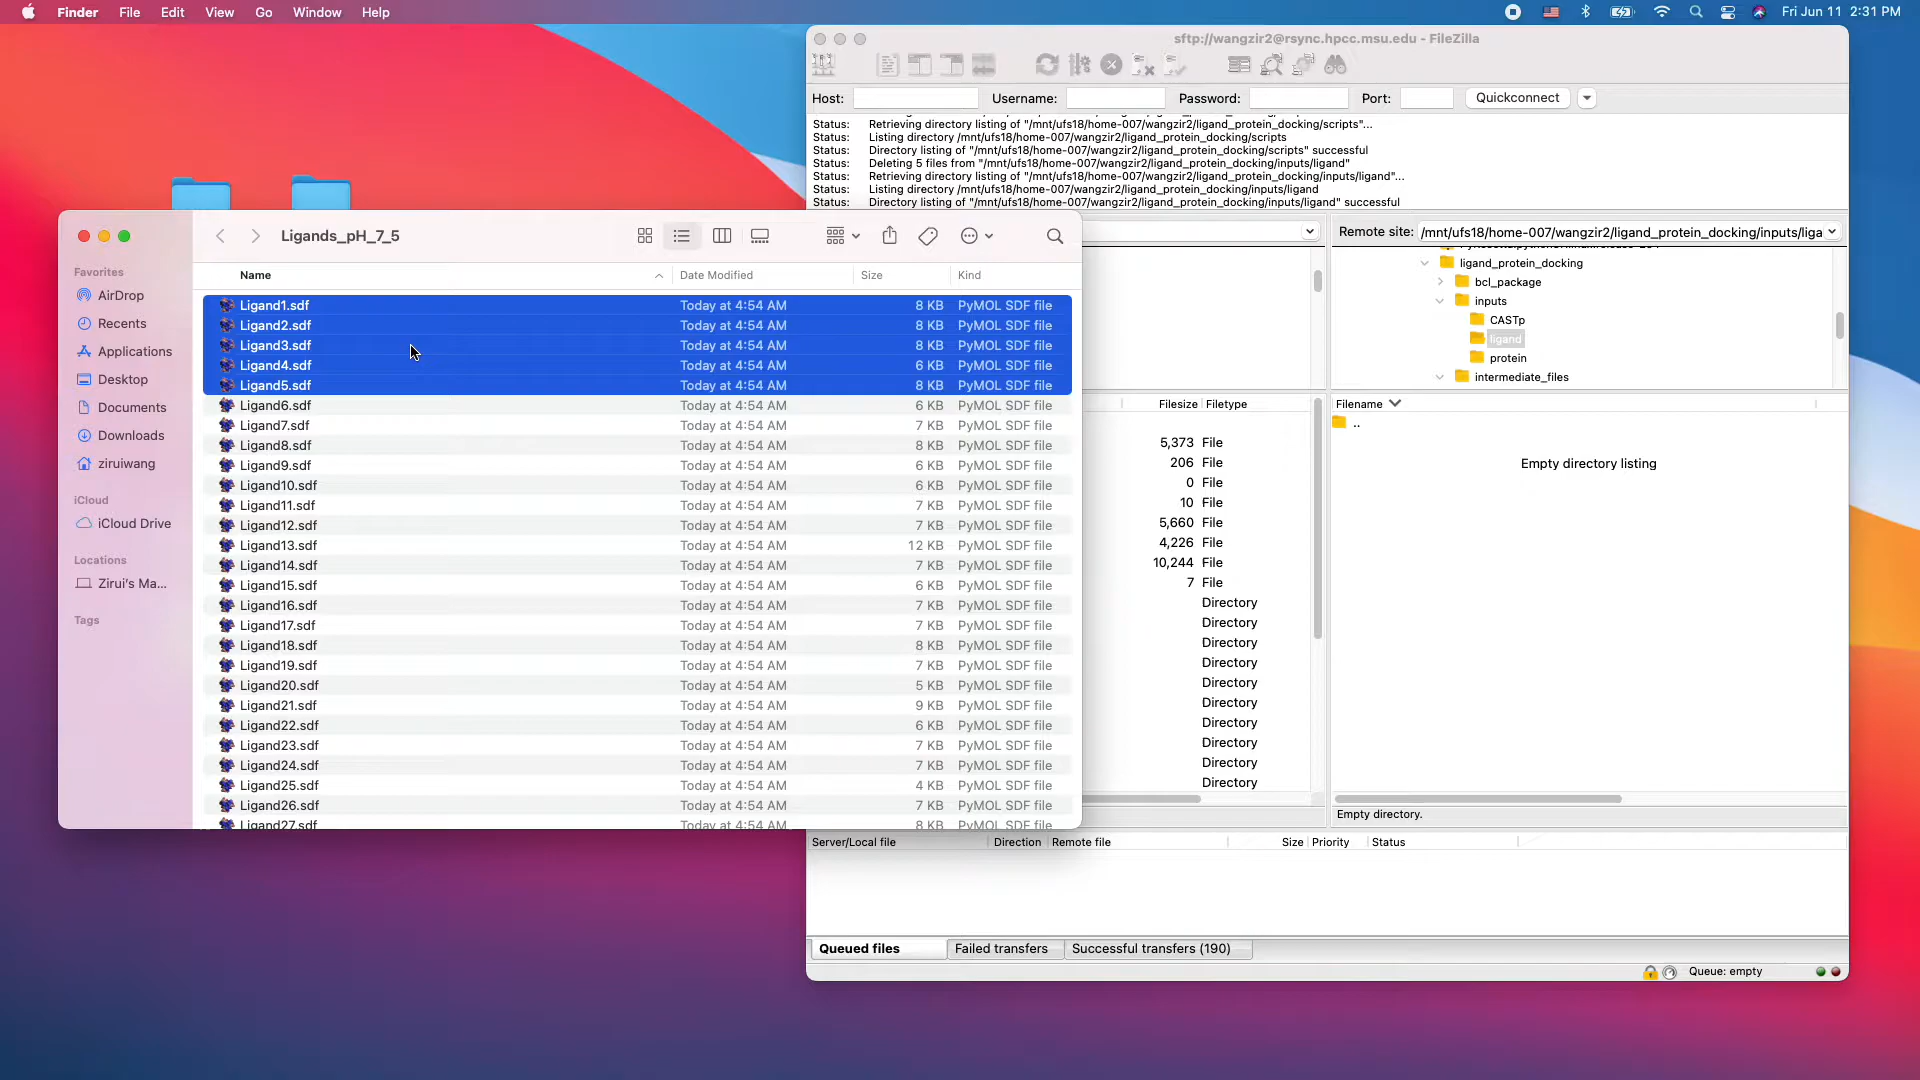 Finder File Edit View Go Window Help Fri Jun 11 2:31 PM
sftp://wangzir2@rsync.hpcc.msu.edu - FileZilla
Host: Username: Password: Port: Quickconnect
Status: Retrieving directory listing of "/mnt/ufs18/home-007/wangzir2/ligand_protein_docking/scripts"...
Status: Listing directory /mnt/ufs18/home-007/wangzir2/ligand_protein_docking/scripts
Status: Directory listing of "/mnt/ufs18/home-007/wangzir2/ligand_protein_docking/scripts" successful
Status: Deleting 5 files from "/mnt/ufs18/home-007/wangzir2/ligand_protein_docking/inputs/ligand"
Status: Retrieving directory listing of "/mnt/ufs18/home-007/wangzir2/ligand_protein_docking/inputs/ligand"...
Status: Listing directory /mnt/ufs18/home-007/wangzir2/ligand_protein_docking/inputs/ligand
Status: Directory listing of "/mnt/ufs18/home-007/wangzir2/ligand_protein_docking/inputs/ligand" successful
Ligands_pH_7_5
Favorites
AirDrop
Recents
Applications
Desktop
Documents
Downloads
ziruiwang
iCloud
iCloud Drive
Locations
Zirui's Ma...
Tags
Name Date Modified Size Kind
Ligand1.sdf Today at 4:54 AM 8 KB PyMOL SDF file
Ligand2.sdf Today at 4:54 AM 8 KB PyMOL SDF file
Ligand3.sdf Today at 4:54 AM 8 KB PyMOL SDF file
Ligand4.sdf Today at 4:54 AM 6 KB PyMOL SDF file
Ligand5.sdf Today at 4:54 AM 8 KB PyMOL SDF file
Ligand6.sdf Today at 4:54 AM 6 KB PyMOL SDF file
Ligand7.sdf Today at 4:54 AM 7 KB PyMOL SDF file
Ligand8.sdf Today at 4:54 AM 8 KB PyMOL SDF file
Ligand9.sdf Today at 4:54 AM 6 KB PyMOL SDF file
Ligand10.sdf Today at 4:54 AM 6 KB PyMOL SDF file
Ligand11.sdf Today at 4:54 AM 7 KB PyMOL SDF file
Ligand12.sdf Today at 4:54 AM 7 KB PyMOL SDF file
Ligand13.sdf Today at 4:54 AM 12 KB PyMOL SDF file
Ligand14.sdf Today at 4:54 AM 7 KB PyMOL SDF file
Ligand15.sdf Today at 4:54 AM 6 KB PyMOL SDF file
Ligand16.sdf Today at 4:54 AM 7 KB PyMOL SDF file
Ligand17.sdf Today at 4:54 AM 7 KB PyMOL SDF file
Ligand18.sdf Today at 4:54 AM 8 KB PyMOL SDF file
Ligand19.sdf Today at 4:54 AM 7 KB PyMOL SDF file
Ligand20.sdf Today at 4:54 AM 5 KB PyMOL SDF file
Ligand21.sdf Today at 4:54 AM 9 KB PyMOL SDF file
Ligand22.sdf Today at 4:54 AM 6 KB PyMOL SDF file
Ligand23.sdf Today at 4:54 AM 7 KB PyMOL SDF file
Ligand24.sdf Today at 4:54 AM 7 KB PyMOL SDF file
Ligand25.sdf Today at 4:54 AM 4 KB PyMOL SDF file
Ligand26.sdf Today at 4:54 AM 7 KB PyMOL SDF file
Ligand27.sdf Today at 4:54 AM 8 KB PyMOL SDF file
Filesize Filetype
5,373 File
206 File
0 File
10 File
5,660 File
4,226 File
10,244 File
7 File
Directory
Directory
Directory
Directory
Directory
Directory
Directory
Directory
Directory
Directory
Remote site: /mnt/ufs18/home-007/wangzir2/ligand_protein_docking/inputs/liga
ligand_protein_docking
bcl_package
inputs
CASTp
ligand
protein
intermediate_files
Filename
..
Empty directory listing
Empty directory.
Server/Local file Direction Remote file Size Priority Status
Queued files Failed transfers Successful transfers (190)
Queue: empty